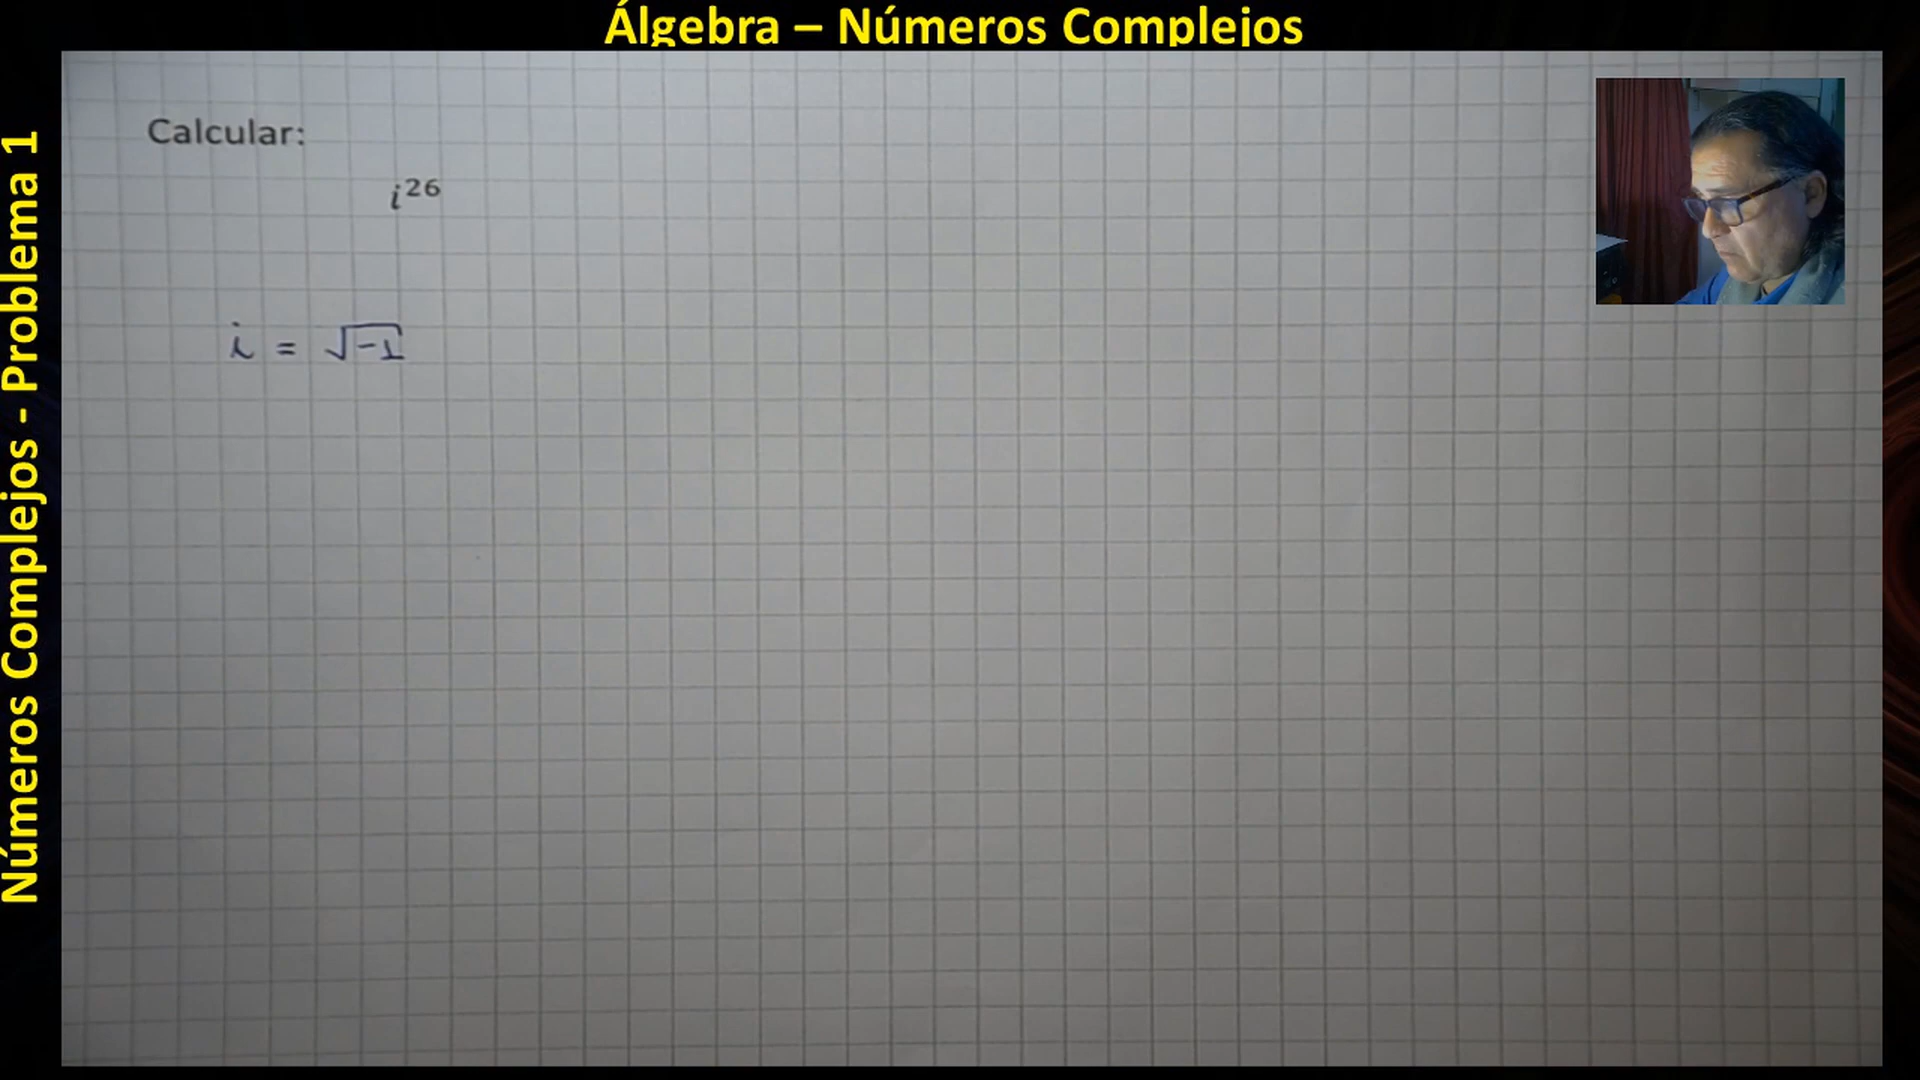 Álgebra – Números Complejos
Números Complejos - Problema 1
Calcular:
i²⁶
i = √-1